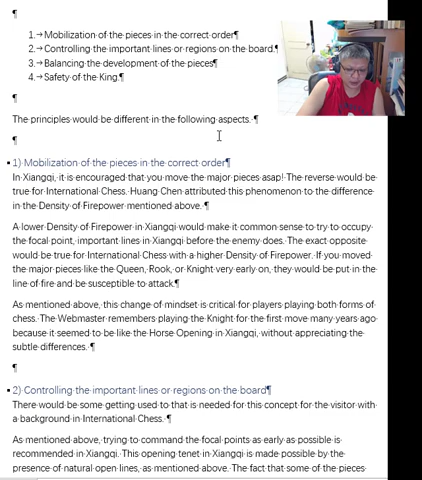 1. Mobilization of the pieces in the correct order
2. Controlling the important lines or regions on the board.
3. Balancing the development of the pieces
4. Safety of the King.
The principles would be different in the following aspects.
1) Mobilization of the pieces in the correct order
In Xiangqi, it is encouraged that you move the major pieces asap! The reverse would be
true for International Chess. Huang Chen attributed this phenomenon to the difference
in the Density of Firepower mentioned above.
A lower Density of Firepower in Xiangqi would make it common sense to try to occupy
the focal point, important lines in Xiangqi before the enemy does. The exact opposite
would be true for International Chess with a higher Density of Firepower. If you moved
the major pieces like the Queen, Rook, or Knight very early on, they would be put in the
line of fire and be susceptible to attack.
As mentioned above, this change of mindset is critical for players playing both forms of
chess. The Webmaster remembers playing the Knight for the first move many years ago
because it seemed to be like the Horse Opening in Xiangqi, without appreciating the
subtle differences.
2) Controlling the important lines or regions on the board
There would be some getting used to that is needed for this concept for the visitor with
a background in International Chess.
As mentioned above, trying to command the focal points as early as possible is
recommended in Xiangqi. This opening tenet in Xiangqi is made possible by the
presence of natural open lines, as mentioned above. The fact that some of the pieces